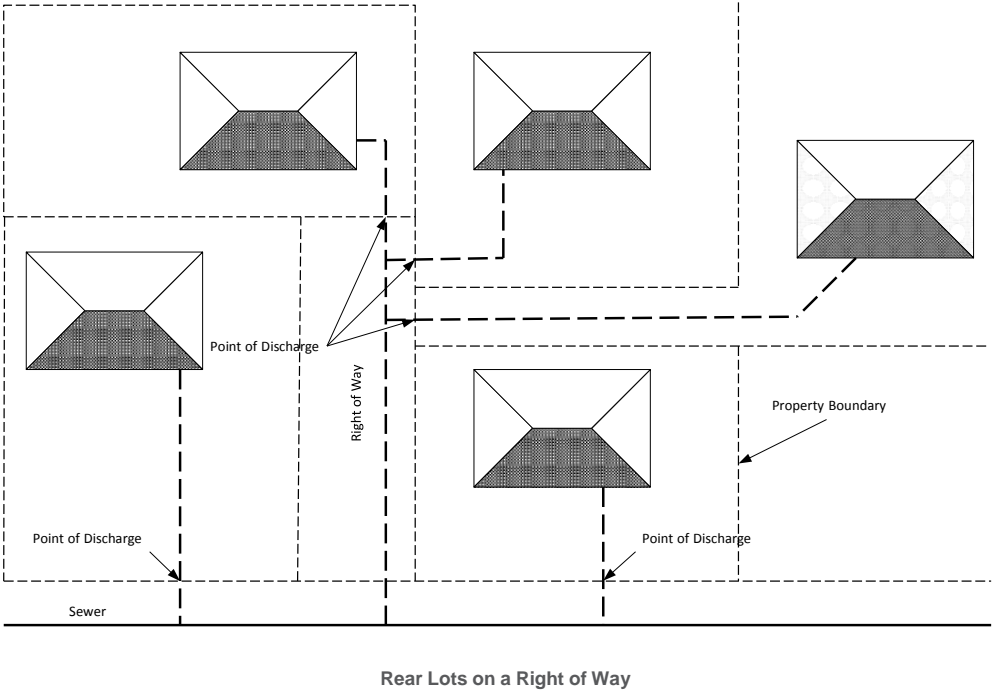 Point of Discharge
Right of Way
Property Boundary
Point of Discharge
Point of Discharge
Sewer
Rear Lots on a Right of Way